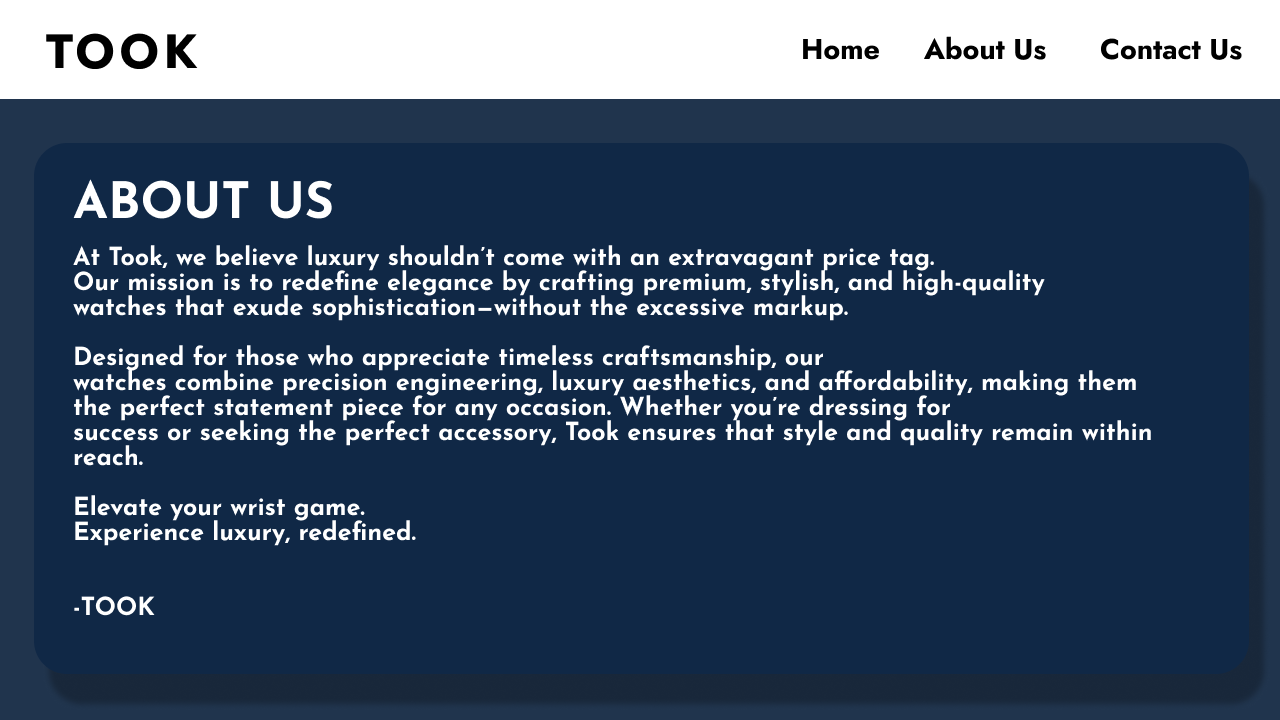 TOOK
Home About Us Contact Us
ABOUT US
At Took, we believe luxury shouldn’t come with an extravagant price tag.
Our mission is to redefine elegance by crafting premium, stylish, and high-quality
watches that exude sophistication—without the excessive markup.
Designed for those who appreciate timeless craftsmanship, our
watches combine precision engineering, luxury aesthetics, and affordability, making them
the perfect statement piece for any occasion. Whether you’re dressing for
success or seeking the perfect accessory, Took ensures that style and quality remain within
reach.
Elevate your wrist game.
Experience luxury, redefined.
-TOOK